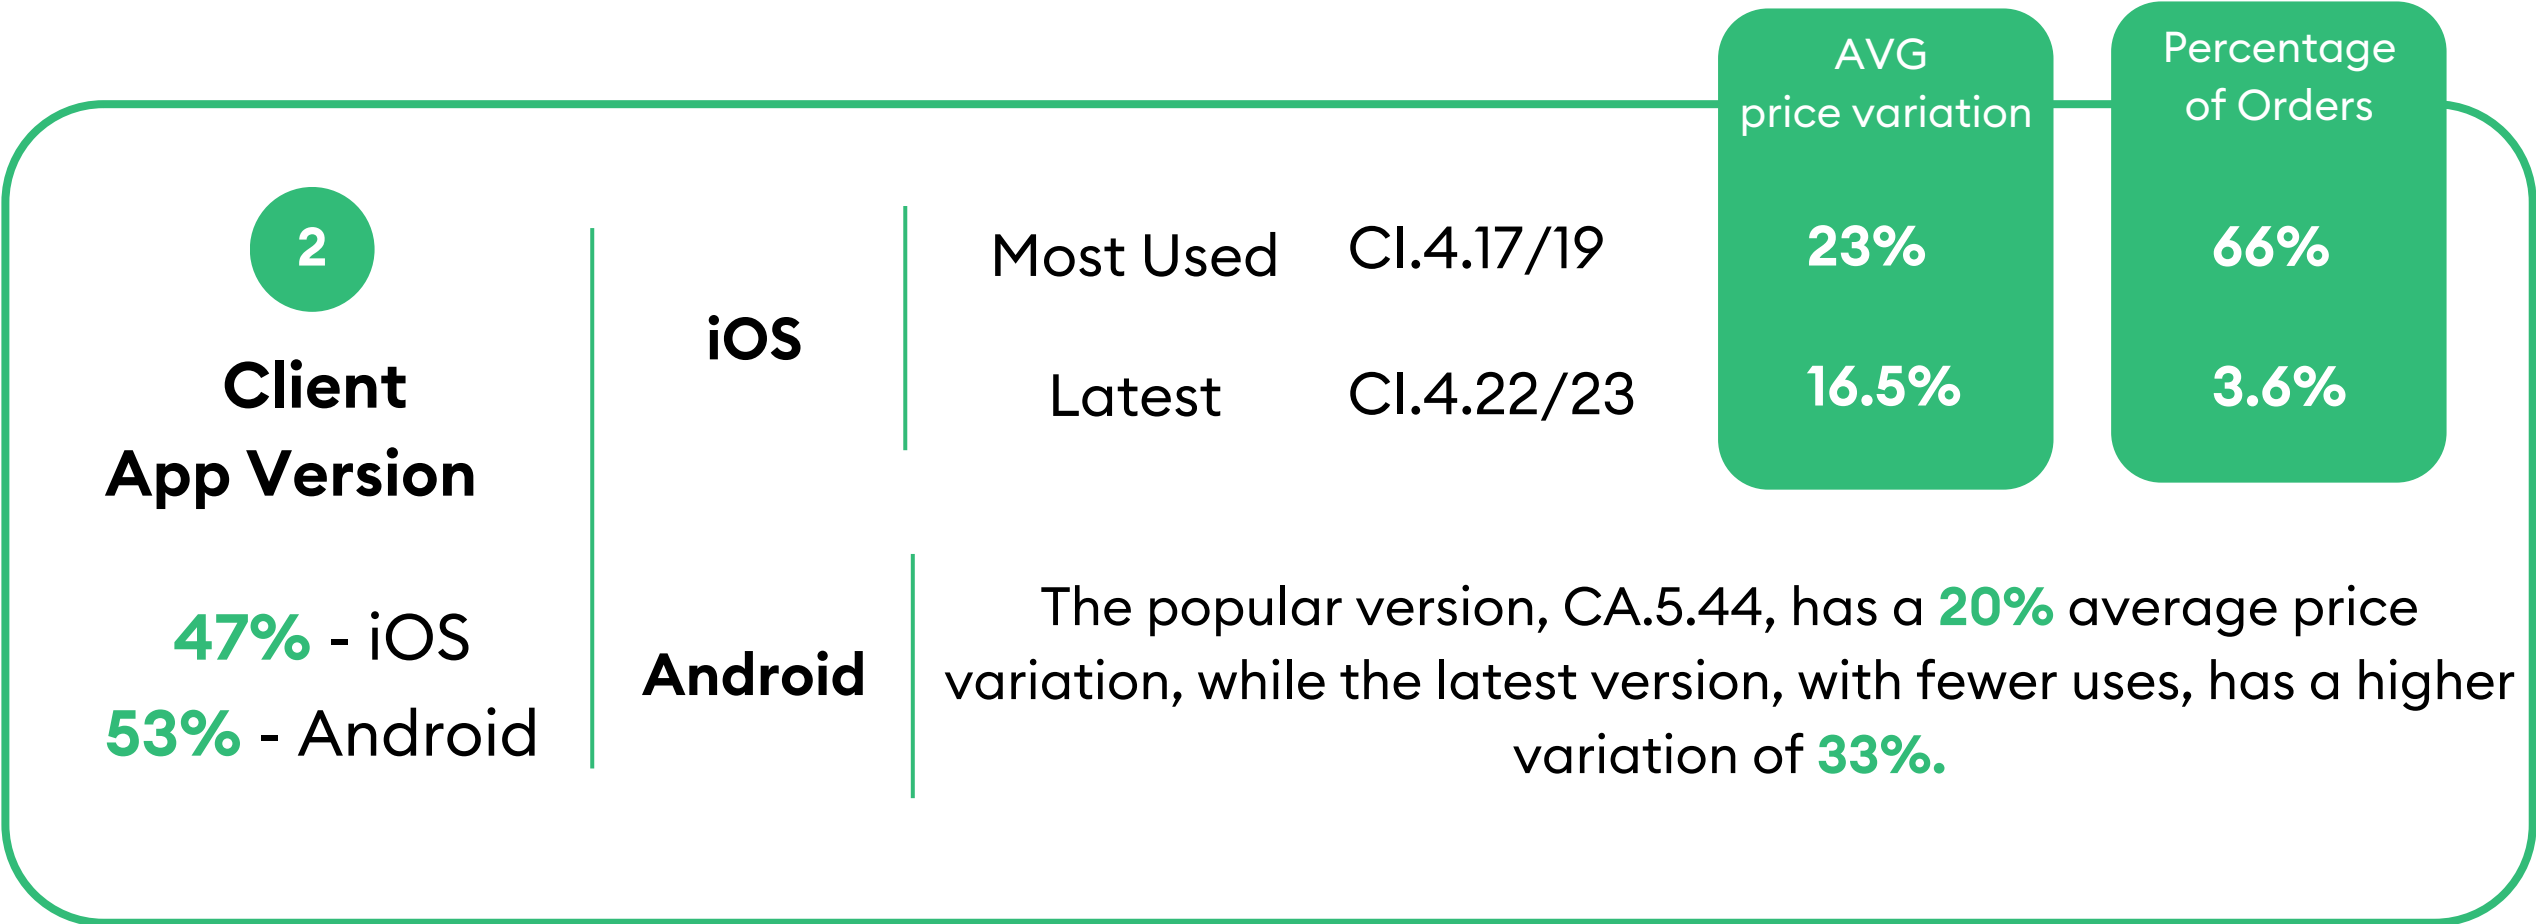 AVG
price variation
Percentage
of Orders
2
Client
App Version
47% - iOS
53% - Android
iOS
Most Used CI.4.17/19 23% 66%
Latest CI.4.22/23 16.5% 3.6%
Android
The popular version, CA.5.44, has a 20% average price
variation, while the latest version, with fewer uses, has a higher
variation of 33%.